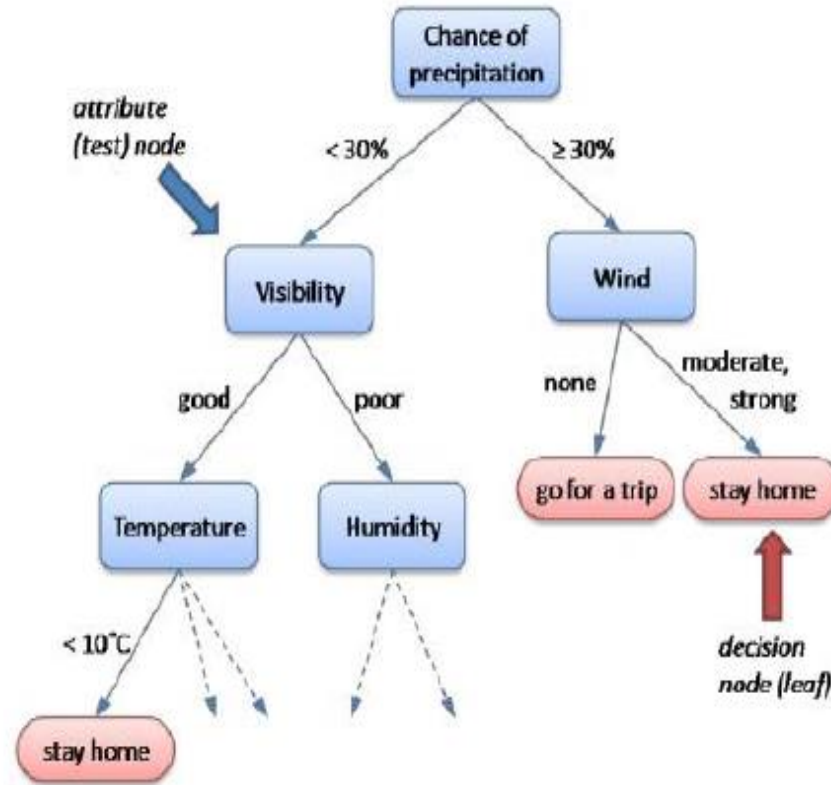 Chance of
precipitation
attribute
(test) node
< 30%
≥ 30%
Visibility
Wind
good
poor
none
moderate,
strong
Temperature
Humidity
go for a trip
stay home
< 10°C
decision
node (leaf)
stay home